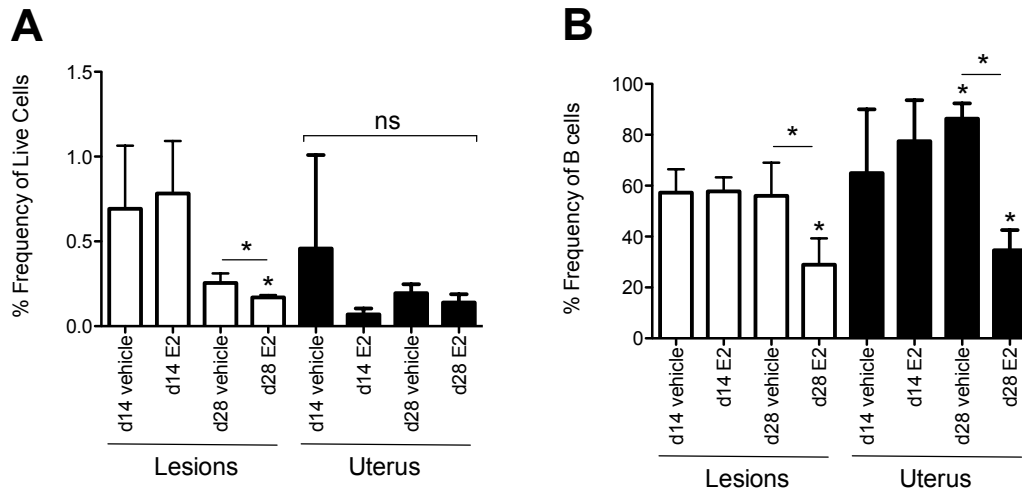 A
% Frequency of Live Cells
1.5
1.0
0.5
0.0
ns
*
*
d14 vehicle
d14 E2
d28 vehicle
d28 E2
d14 vehicle
d14 E2
d28 vehicle
d28 E2
Lesions
Uterus
B
% Frequency of B cells
100
80
60
40
20
0
*
*
*
*
*
d14 vehicle
d14 E2
d28 vehicle
d28 E2
d14 vehicle
d14 E2
d28 vehicle
d28 E2
Lesions
Uterus